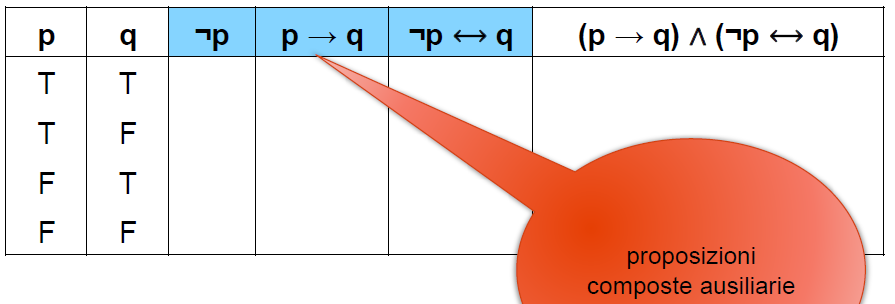 p q ¬p p → q ¬p ↔ q (p → q) ∧ (¬p ↔ q)
T T
T F
F T
F F
proposizioni
composte ausiliarie